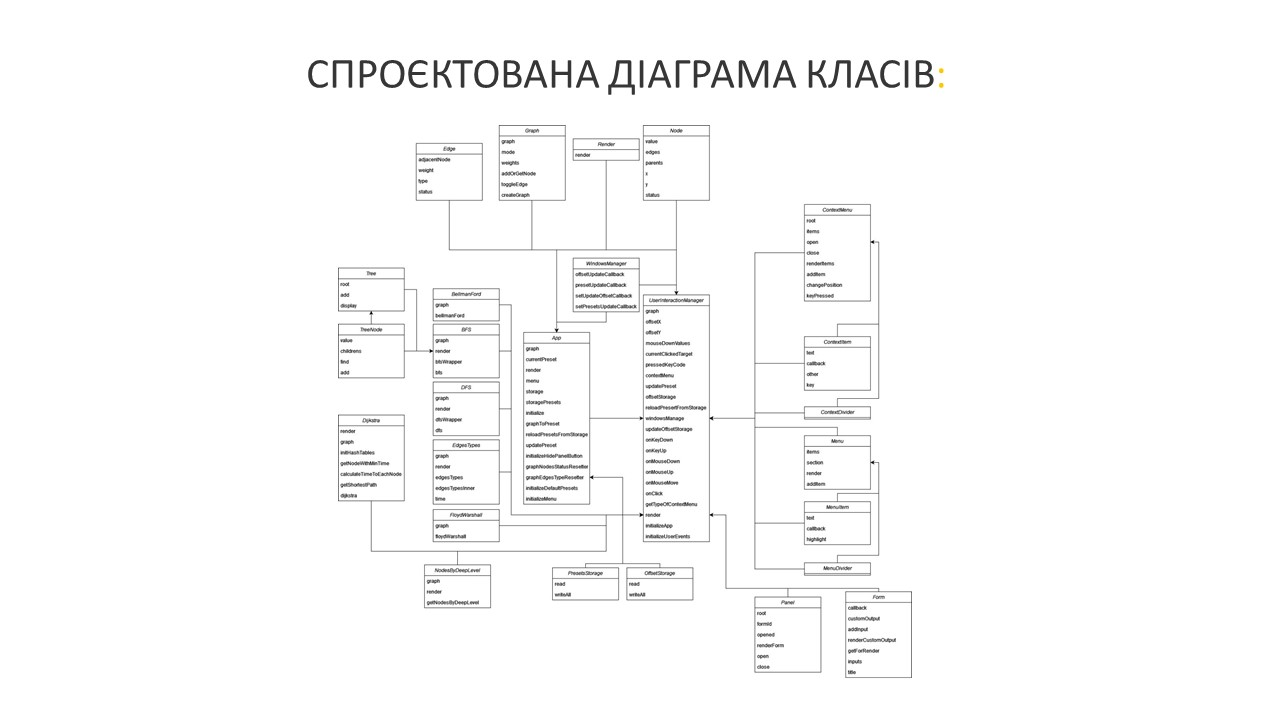 СПРОЄКТОВАНА ДІАГРАМА КЛАСІВ:
Edge
adjacentNode
weight
type
status
Graph
graph
mode
weights
addOrGetNode
toggleEdge
createGraph
Render
render
Node
value
edges
parents
x
y
status
WindowsManager
offsetUpdateCallback
presetUpdateCallback
setUpdateOffsetCallback
setPresetsUpdateCallback
Tree
root
add
display
TreeNode
value
childrens
find
add
BellmanFord
graph
bellmanFord
BFS
graph
render
bfsWrapper
bfs
DFS
graph
render
dfsWrapper
dfs
EdgesTypes
graph
render
edgesTypes
edgesTypesInner
time
FloydWarshall
graph
floydWarshall
Dijkstra
render
graph
initHashTables
getNodeWithMinTime
calculateTimeToEachNode
getShortestPath
dijkstra
NodesByDeepLevel
graph
render
getNodesByDeepLevel
App
graph
currentPreset
render
menu
storage
storagePresets
initialize
graphToPreset
reloadPresetsFromStorage
updatePreset
initializeHidePanelButton
graphNodesStatusResetter
graphEdgesTypeResetter
initializeDefaultPresets
initializeMenu
UserInteractionManager
graph
offsetX
offsetY
mouseDownValues
currentClickedTarget
pressedKeyCode
contexMenu
updatePreset
offsetStorage
reloadPresertFromStorage
windowsManage
updateOffsetStorage
onKeyDown
onKeyUp
onMouseDown
onMouseUp
onMouseMove
onClick
getTypeOfContexMenu
render
initializeApp
initializeUserEvents
PresetsStorage
read
writeAll
OffsetStorage
read
writeAll
ContextMenu
root
items
open
close
renderItems
addItem
changePosition
keyPressed
ContextItem
text
callback
other
key
ContextDivider
Menu
items
section
render
addItem
MenuItem
text
callback
highlight
MenuDivider
Panel
root
formId
opened
renderForm
open
close
Form
callback
customOutput
addInput
renderCustomOutput
getForRender
inputs
title